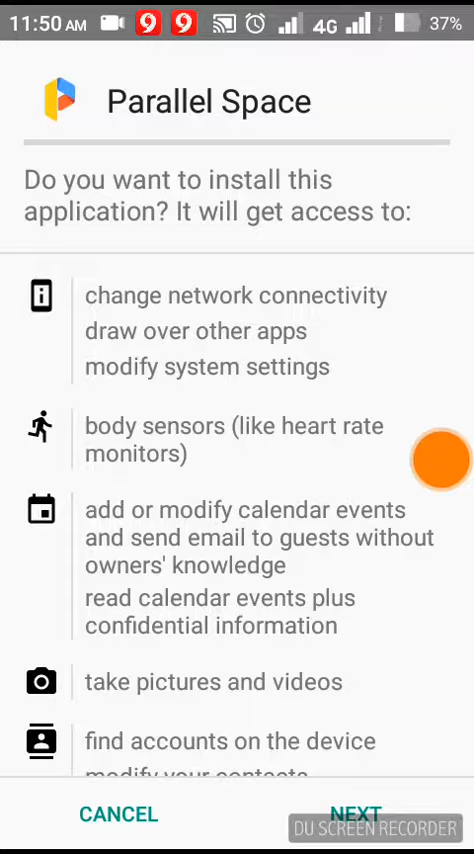 11:50 AM 4G 37%
Parallel Space
Do you want to install this
application? It will get access to:
change network connectivity
draw over other apps
modify system settings
body sensors (like heart rate
monitors)
add or modify calendar events
and send email to guests without
owners' knowledge
read calendar events plus
confidential information
take pictures and videos
find accounts on the device
modify your contacts
CANCEL NEXT
DU SCREEN RECORDER